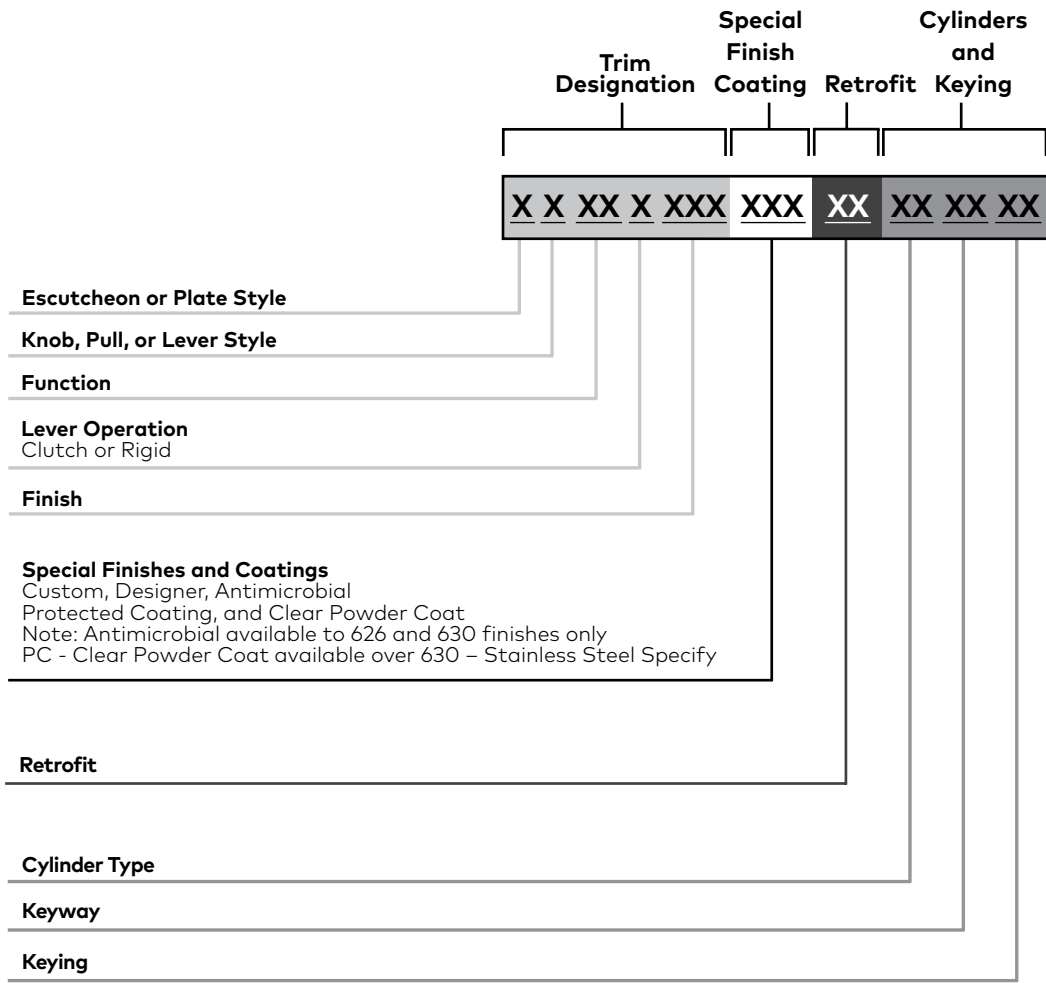 Special
Finish
Coating
Cylinders
and
Keying
Trim
Designation
Retrofit
X X XX X XXX XXX XX XX XX XX
Escutcheon or Plate Style
Knob, Pull, or Lever Style
Function
Lever Operation
Clutch or Rigid
Finish
Special Finishes and Coatings
Custom, Designer, Antimicrobial
Protected Coating, and Clear Powder Coat
Note: Antimicrobial available to 626 and 630 finishes only
PC - Clear Powder Coat available over 630 – Stainless Steel Specify
Retrofit
Cylinder Type
Keyway
Keying